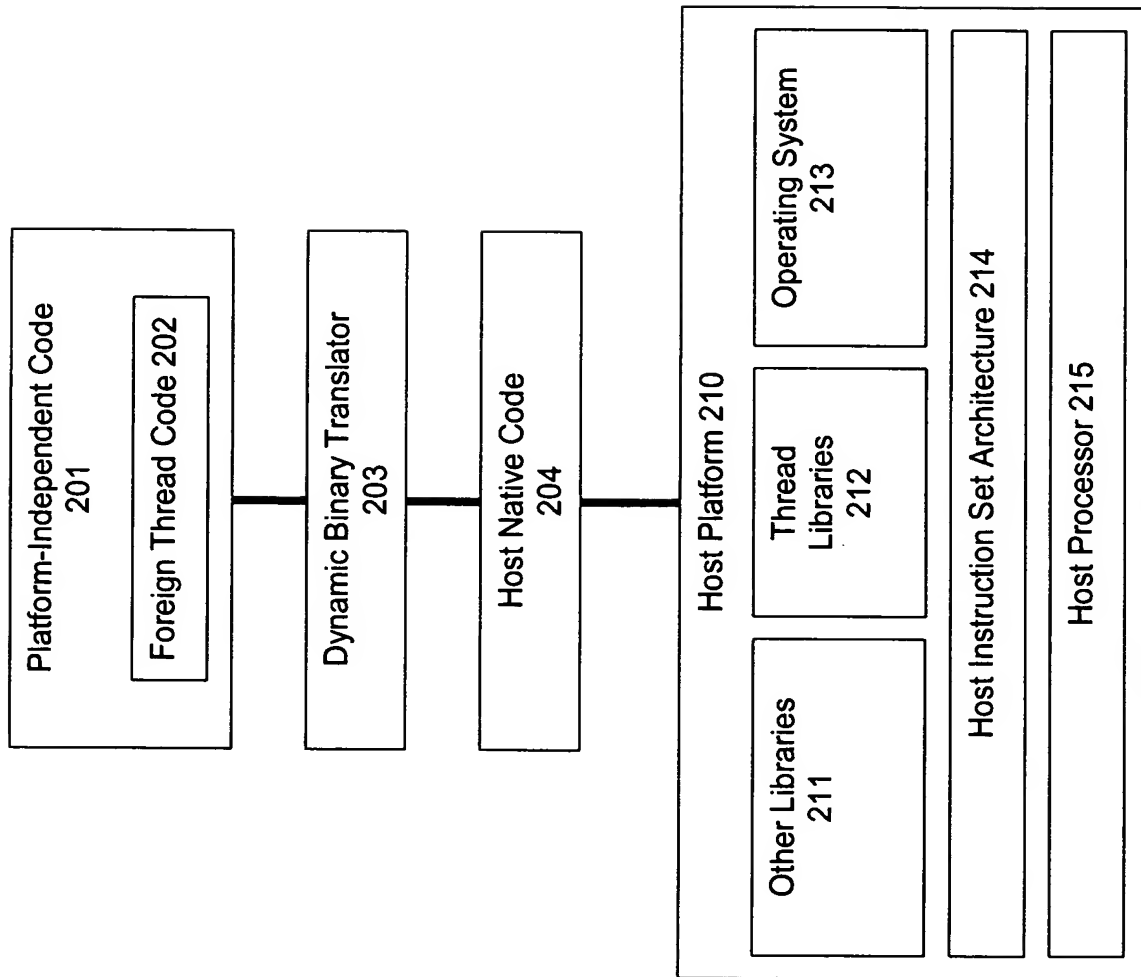 Platform-Independent Code
201
Foreign Thread Code 202
Dynamic Binary Translator
203
Host Native Code
204
Host Platform 210
Other Libraries
211
Thread
Libraries
212
Operating System
213
Host Instruction Set Architecture 214
Host Processor 215